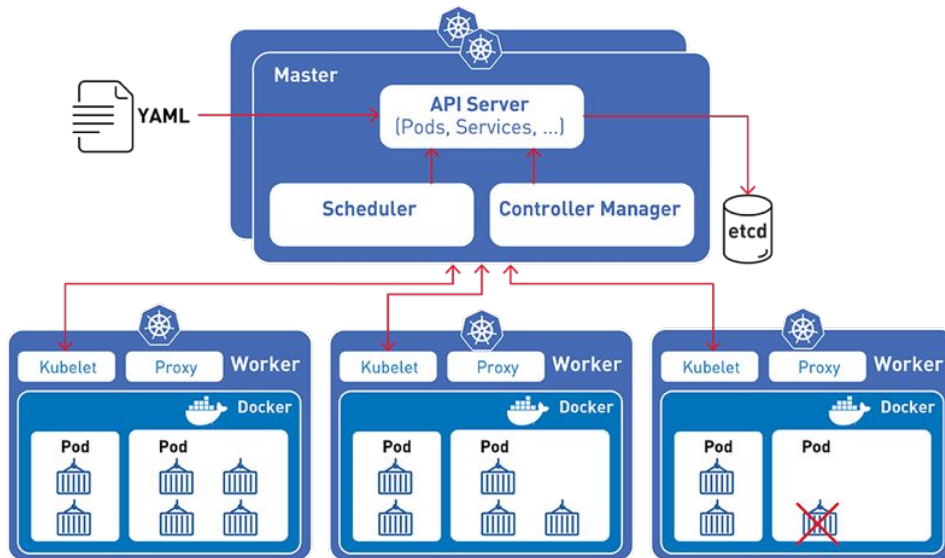 Master
YAML
API Server
(Pods, Services, ...)
Scheduler
Controller Manager
etcd
Kubelet
Proxy
Worker
Docker
Pod
Pod
Kubelet
Proxy
Worker
Docker
Pod
Pod
Kubelet
Proxy
Worker
Docker
Pod
Pod